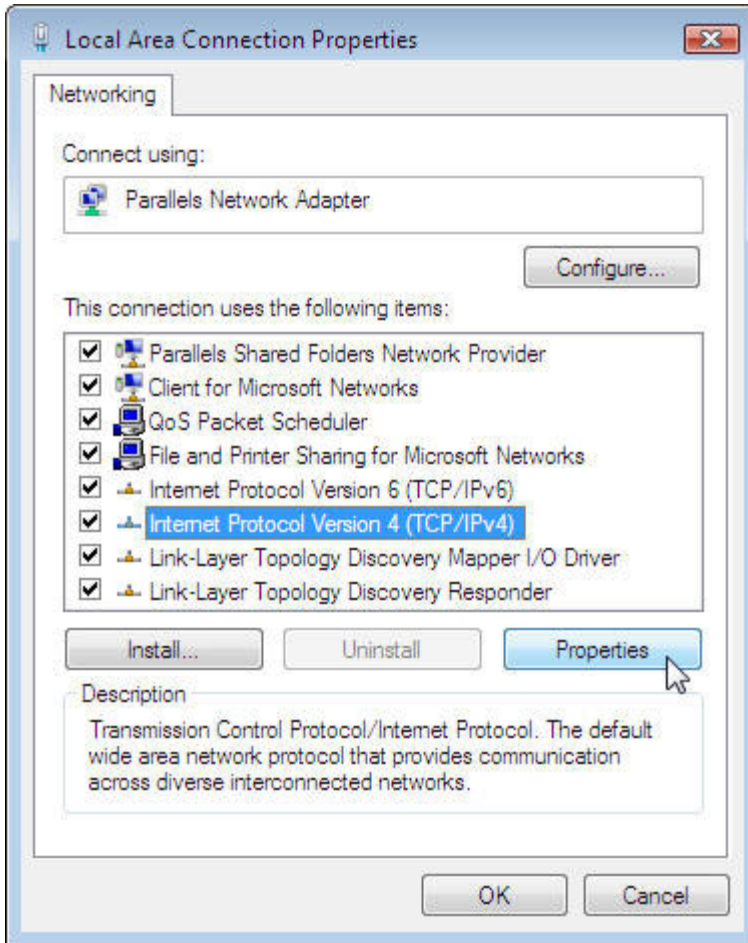 Local Area Connection Properties
Networking
Connect using:
Parallels Network Adapter
Configure...
This connection uses the following items:
Parallels Shared Folders Network Provider
Client for Microsoft Networks
QoS Packet Scheduler
File and Printer Sharing for Microsoft Networks
Internet Protocol Version 6 (TCP/IPv6)
Internet Protocol Version 4 (TCP/IPv4)
Link-Layer Topology Discovery Mapper I/O Driver
Link-Layer Topology Discovery Responder
Install... Uninstall Properties
Description
Transmission Control Protocol/Internet Protocol. The default
wide area network protocol that provides communication
across diverse interconnected networks.
OK Cancel